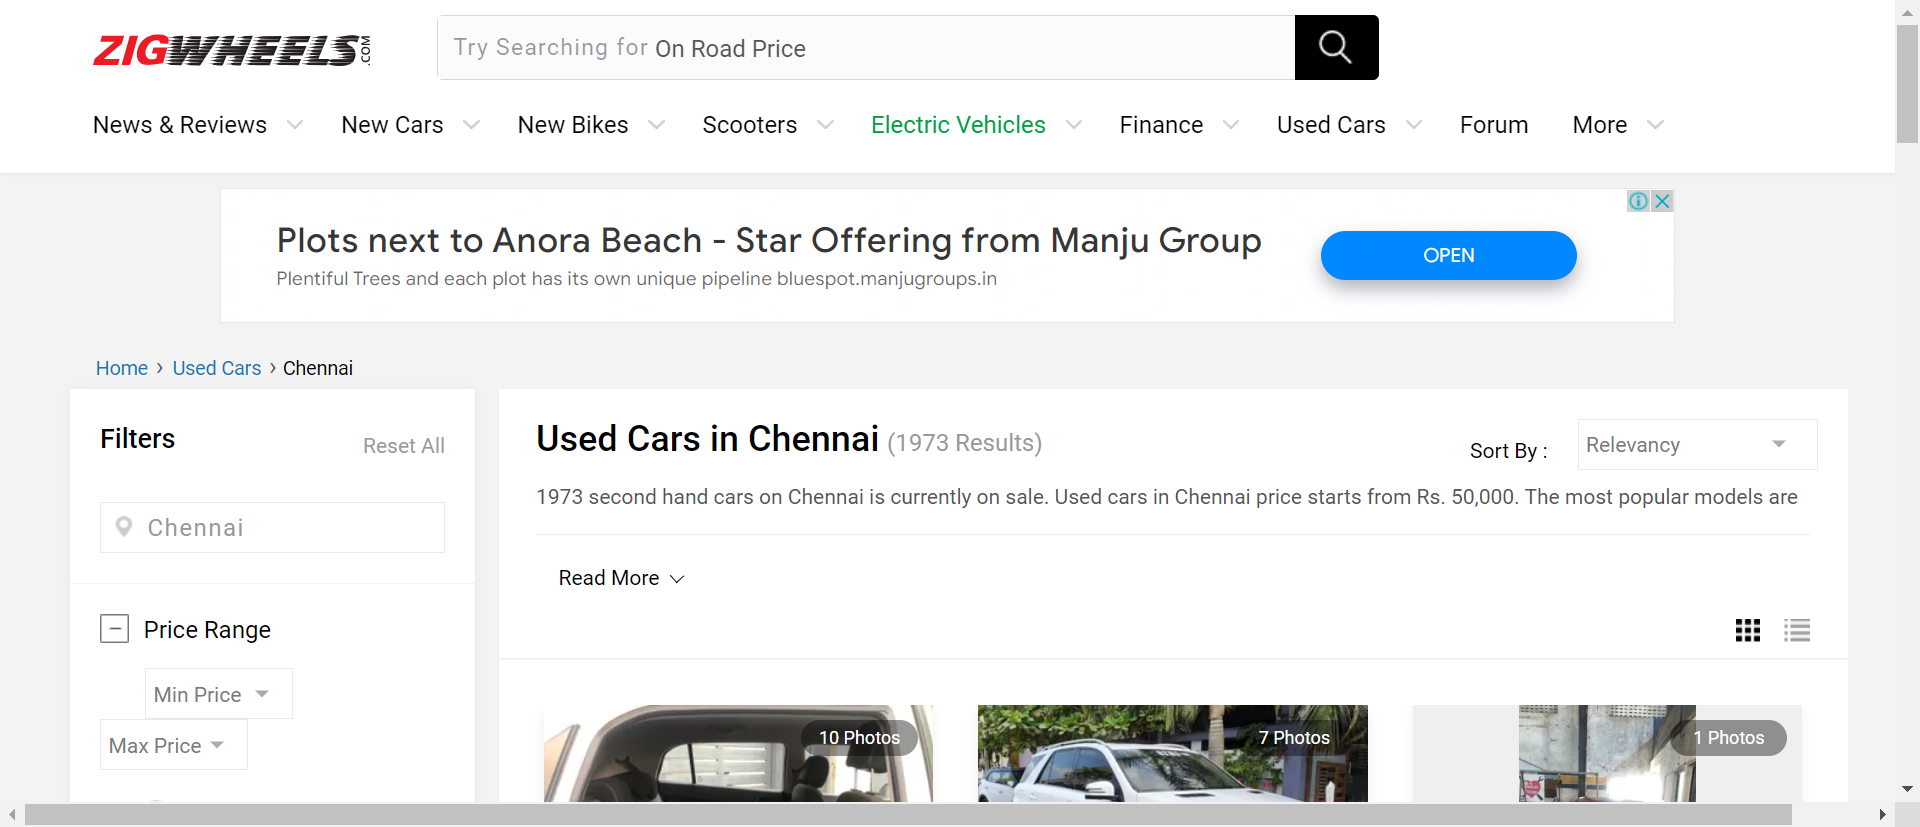 ZIGWHEELS.COM
Try Searching for On Road Price
News & Reviews New Cars New Bikes Scooters Electric Vehicles Finance Used Cars Forum More
Plots next to Anora Beach - Star Offering from Manju Group
Plentiful Trees and each plot has its own unique pipeline bluespot.manjugroups.in
OPEN
Home › Used Cars › Chennai
Filters
Reset All
Chennai
Price Range
Min Price
Max Price
Used Cars in Chennai (1973 Results)
Sort By :
Relevancy
1973 second hand cars on Chennai is currently on sale. Used cars in Chennai price starts from Rs. 50,000. The most popular models are
Read More
10 Photos
7 Photos
1 Photos